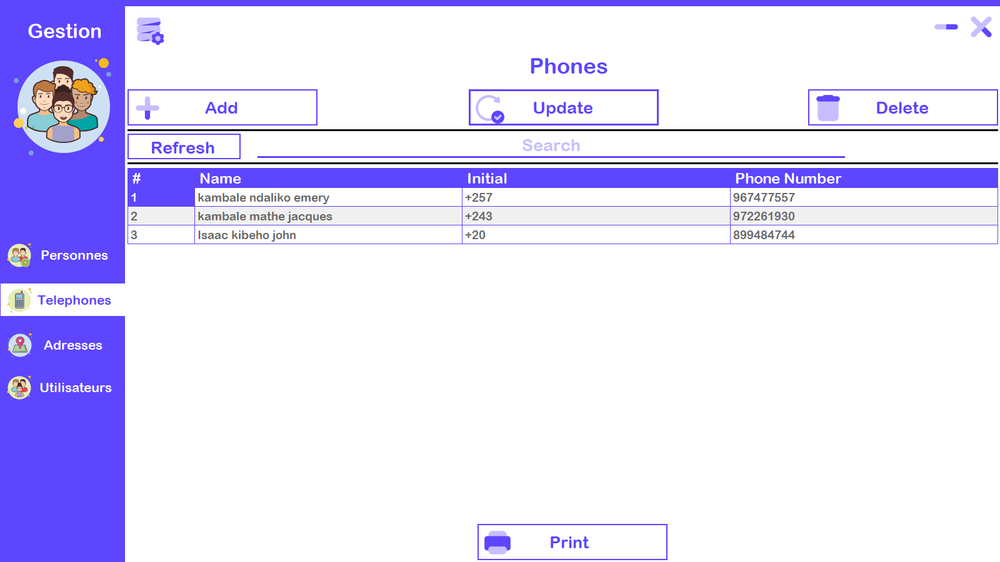 Gestion
Phones
Add
Update
Delete
Refresh
Search
# Name Initial Phone Number
1 kambale ndaliko emery +257 967477557
2 kambale mathe jacques +243 972261930
3 Isaac kibeho john +20 899484744
Personnes
Telephones
Adresses
Utilisateurs
Print